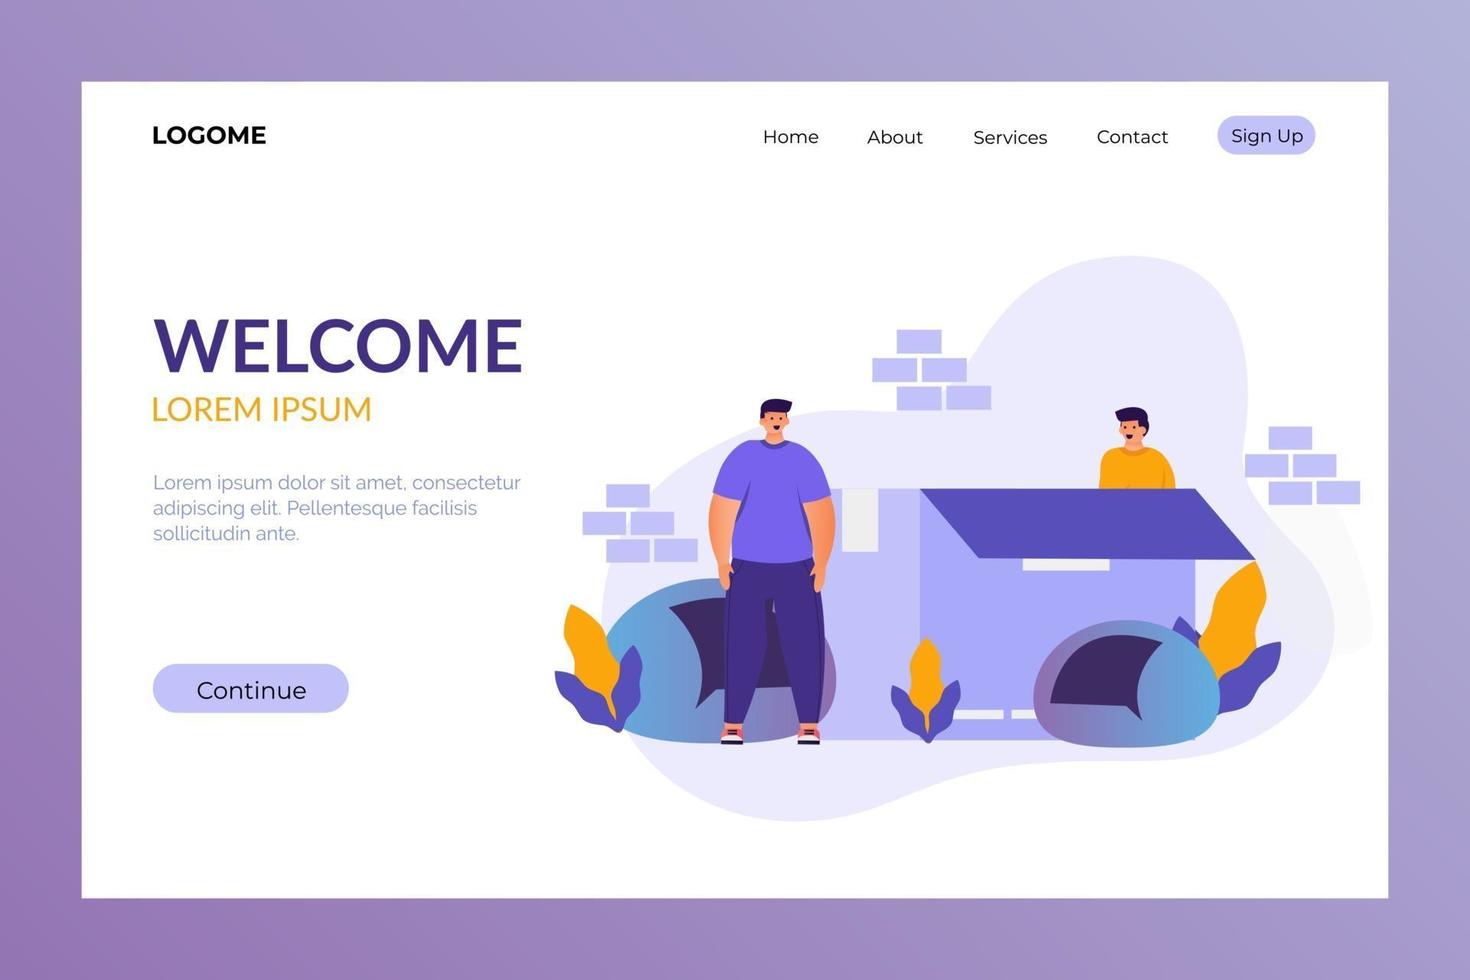 LOGOME
Home
About
Services
Contact
Sign Up
WELCOME
LOREM IPSUM
Lorem ipsum dolor sit amet, consectetur
adipiscing elit. Pellentesque facilisis
sollicitudin ante.
Continue